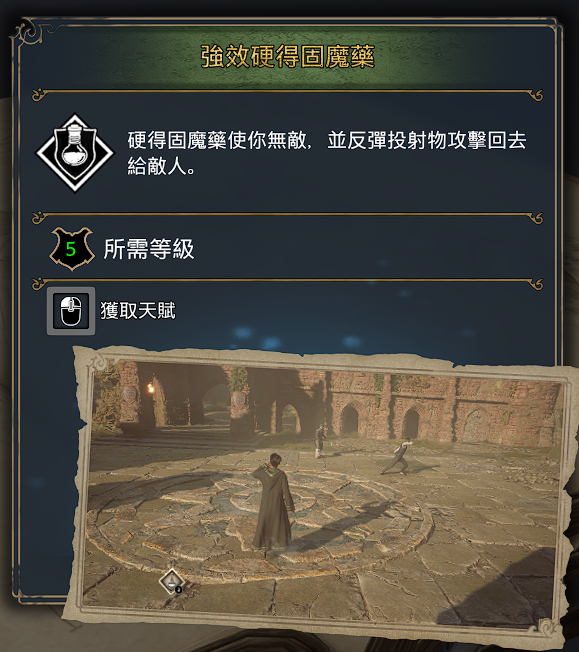 強效硬得固魔藥
硬得固魔藥使你無敵，並反彈投射物攻擊回去
給敵人。
5 所需等級
獲取天賦